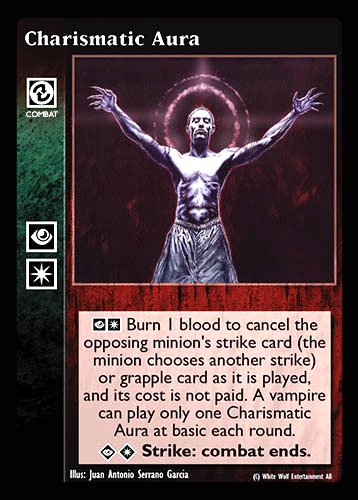 Charismatic Aura
COMBAT
Burn 1 blood to cancel the
opposing minion's strike card (the
minion chooses another strike)
or grapple card as it is played,
and its cost is not paid. A vampire
can play only one Charismatic
Aura at basic each round.
Strike: combat ends.
Illus: Juan Antonio Serrano Garcia
(C) White Wolf Entertainment AB